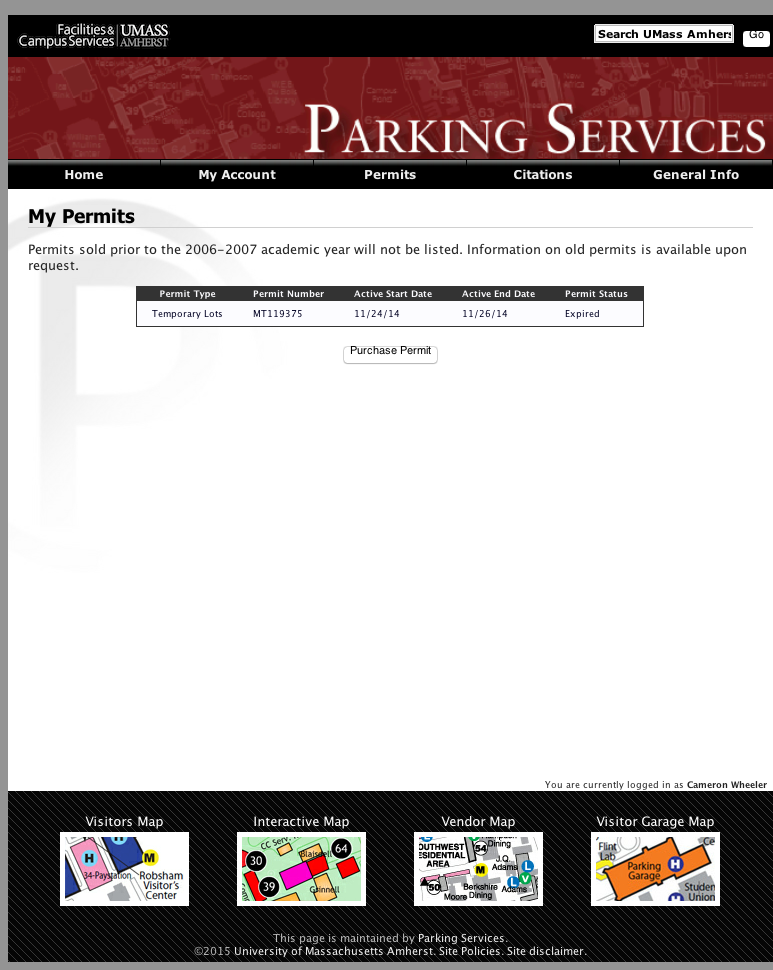 Facilities & Campus Services UMASS AMHERST
Search UMass Amhers
Go
PARKING SERVICES
Home My Account Permits Citations General Info
My Permits
Permits sold prior to the 2006-2007 academic year will not be listed. Information on old permits is available upon
request.
Permit Type Permit Number Active Start Date Active End Date Permit Status
Temporary Lots MT119375 11/24/14 11/26/14 Expired
Purchase Permit
You are currently logged in as Cameron Wheeler
Visitors Map Interactive Map Vendor Map Visitor Garage Map
H M
34-Paystation
Robsham
Visitor's
Center
CC Serv.
30 64 39
Blaisdell
Grinnell
Dining
OUTHWEST
ESIDENTIAL
AREA
54
J.Q.
Adams
M L V
50
Berkshire
Dining
Adams
Moore
Flint
Lab
Parking
Garage
H
Studen
Union
This page is maintained by Parking Services.
©2015 University of Massachusetts Amherst. Site Policies. Site disclaimer.